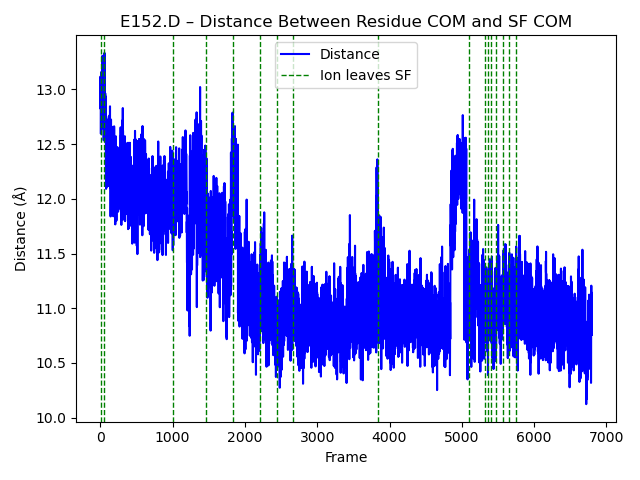 E152.D – Distance Between Residue COM and SF COM
Distance
Ion leaves SF
Distance (Å)
13.0
12.5
12.0
11.5
11.0
10.5
10.0
0 1000 2000 3000 4000 5000 6000 7000
Frame